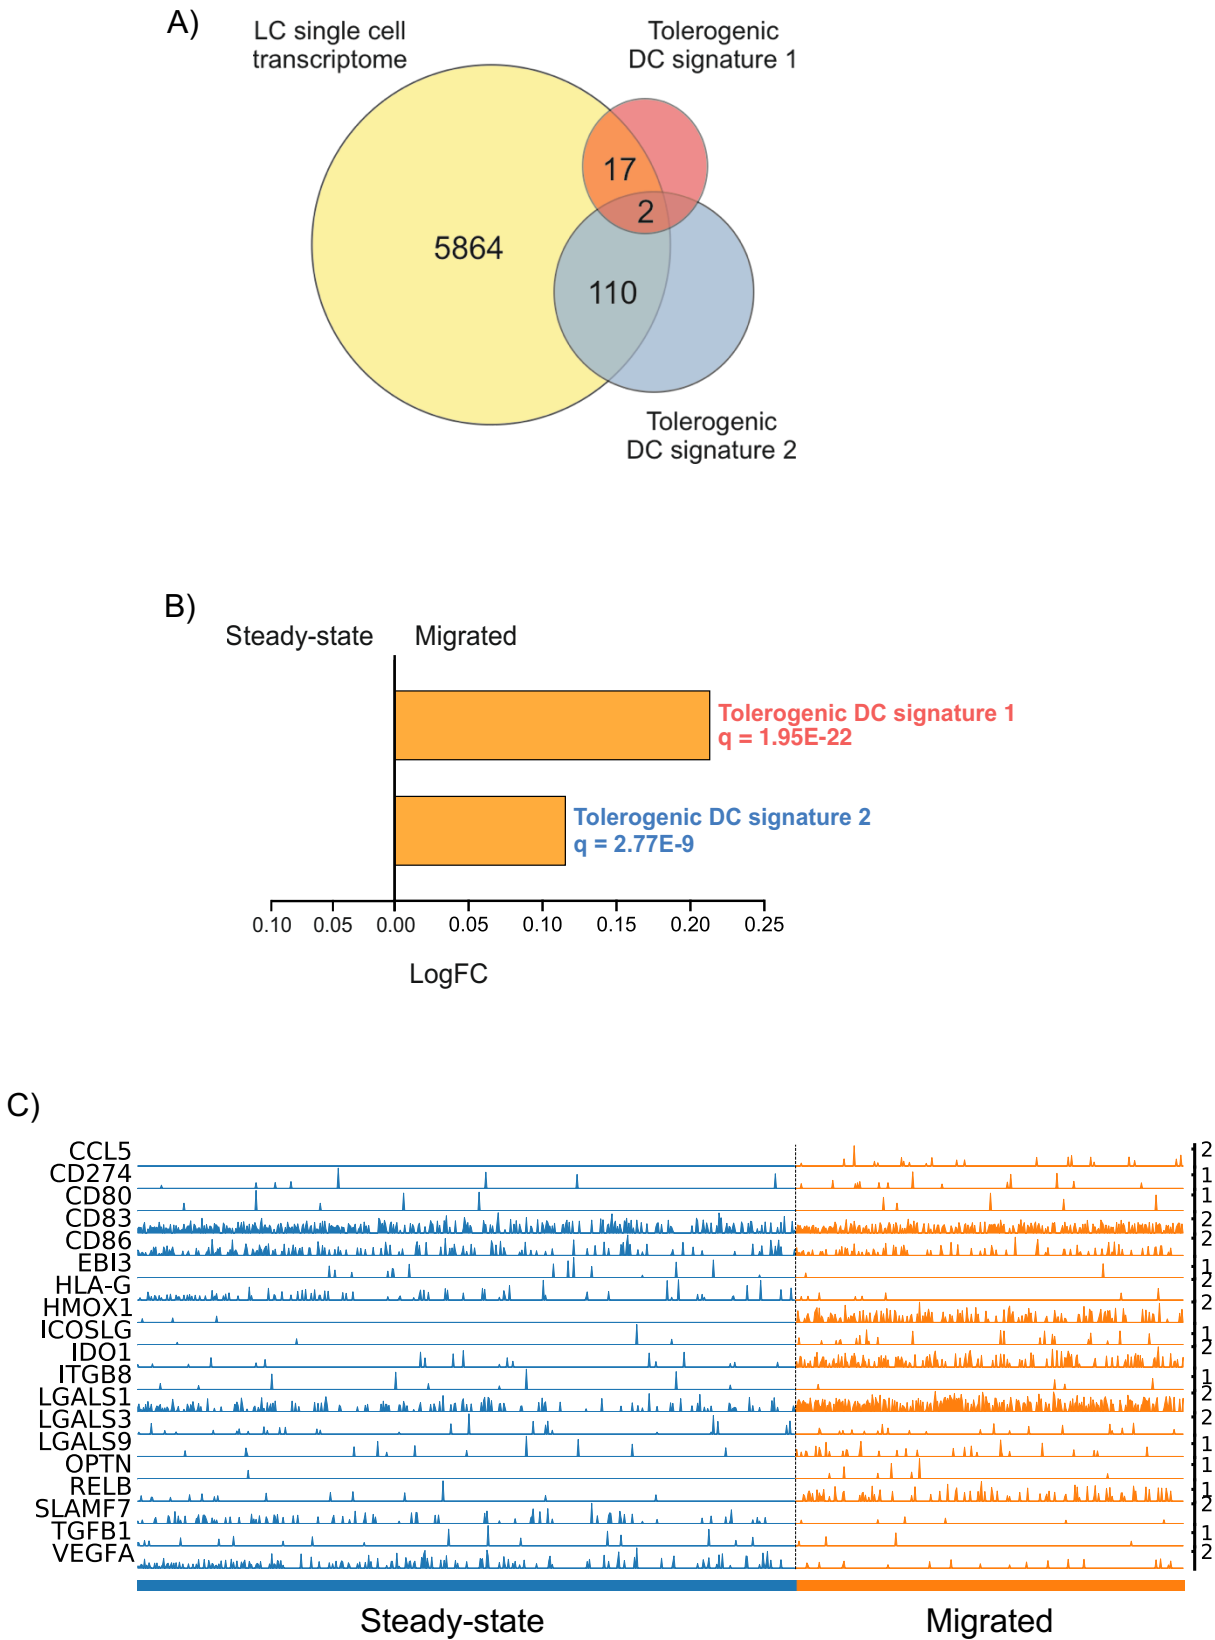 A)
LC single cell
transcriptome
Tolerogenic
DC signature 1
17
2
5864
110
Tolerogenic
DC signature 2
B)
Steady-state
Migrated
Tolerogenic DC signature 1
q = 1.95E-22
Tolerogenic DC signature 2
q = 2.77E-9
0.10 0.05 0.00 0.05 0.10 0.15 0.20 0.25
LogFC
C)
CCL5 2
CD274 1
CD80 1
CD83 2
CD86 2
EBI3 1
HLA-G 2
HMOX1 2
ICOSLG 1
IDO1 2
ITGB8 1
LGALS1 2
LGALS3 2
LGALS9 1
OPTN 1
RELB 1
SLAMF7 2
TGFB1 1
VEGFA 2
Steady-state
Migrated